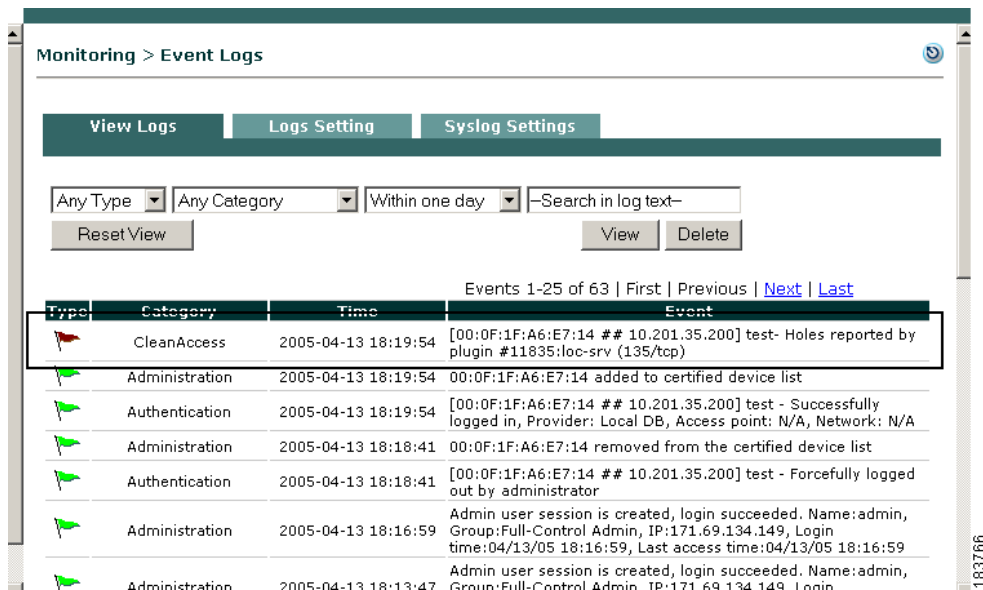 Monitoring > Event Logs
View Logs Logs Setting Syslog Settings
Any Type Any Category Within one day –Search in log text–
Reset View View Delete
Events 1-25 of 63 | First | Previous | Next | Last
Type Category Time Event
CleanAccess 2005-04-13 18:19:54 [00:0F:1F:A6:E7:14 ## 10.201.35.200] test- Holes reported by
plugin #11835:loc-srv (135/tcp)
Administration 2005-04-13 18:19:54 00:0F:1F:A6:E7:14 added to certified device list
Authentication 2005-04-13 18:19:54 [00:0F:1F:A6:E7:14 ## 10.201.35.200] test - Successfully
logged in, Provider: Local DB, Access point: N/A, Network: N/A
Administration 2005-04-13 18:18:41 00:0F:1F:A6:E7:14 removed from the certified device list
Authentication 2005-04-13 18:18:41 [00:0F:1F:A6:E7:14 ## 10.201.35.200] test - Forcefully logged
out by administrator
Administration 2005-04-13 18:16:59 Admin user session is created, login succeeded. Name:admin,
Group:Full-Control Admin, IP:171.69.134.149, Login
time:04/13/05 18:16:59, Last access time:04/13/05 18:16:59
Administration 2005-04-13 18:13:47 Admin user session is created, login succeeded. Name:admin,
Group:Full-Control Admin, IP:171.69.134.149, Login
183766